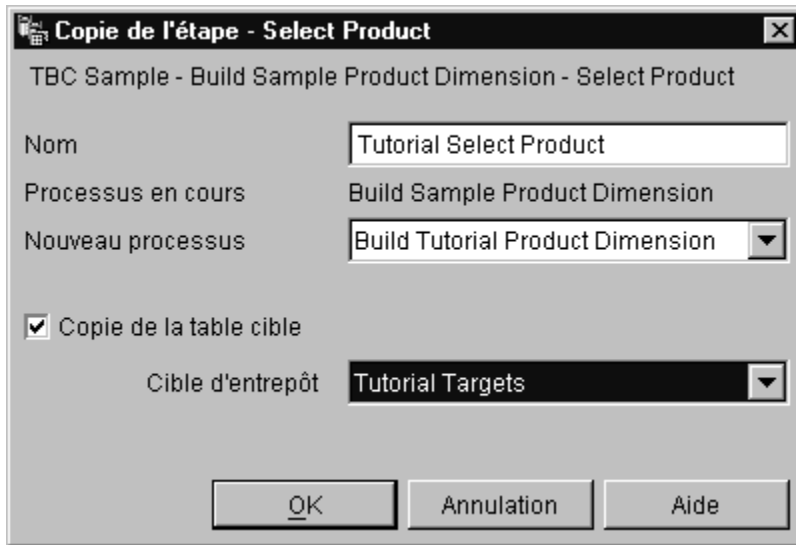 Copie de l'étape - Select Product
TBC Sample - Build Sample Product Dimension - Select Product
Nom Tutorial Select Product
Processus en cours Build Sample Product Dimension
Nouveau processus Build Tutorial Product Dimension
Copie de la table cible
Cible d'entrepôt Tutorial Targets
OK Annulation Aide